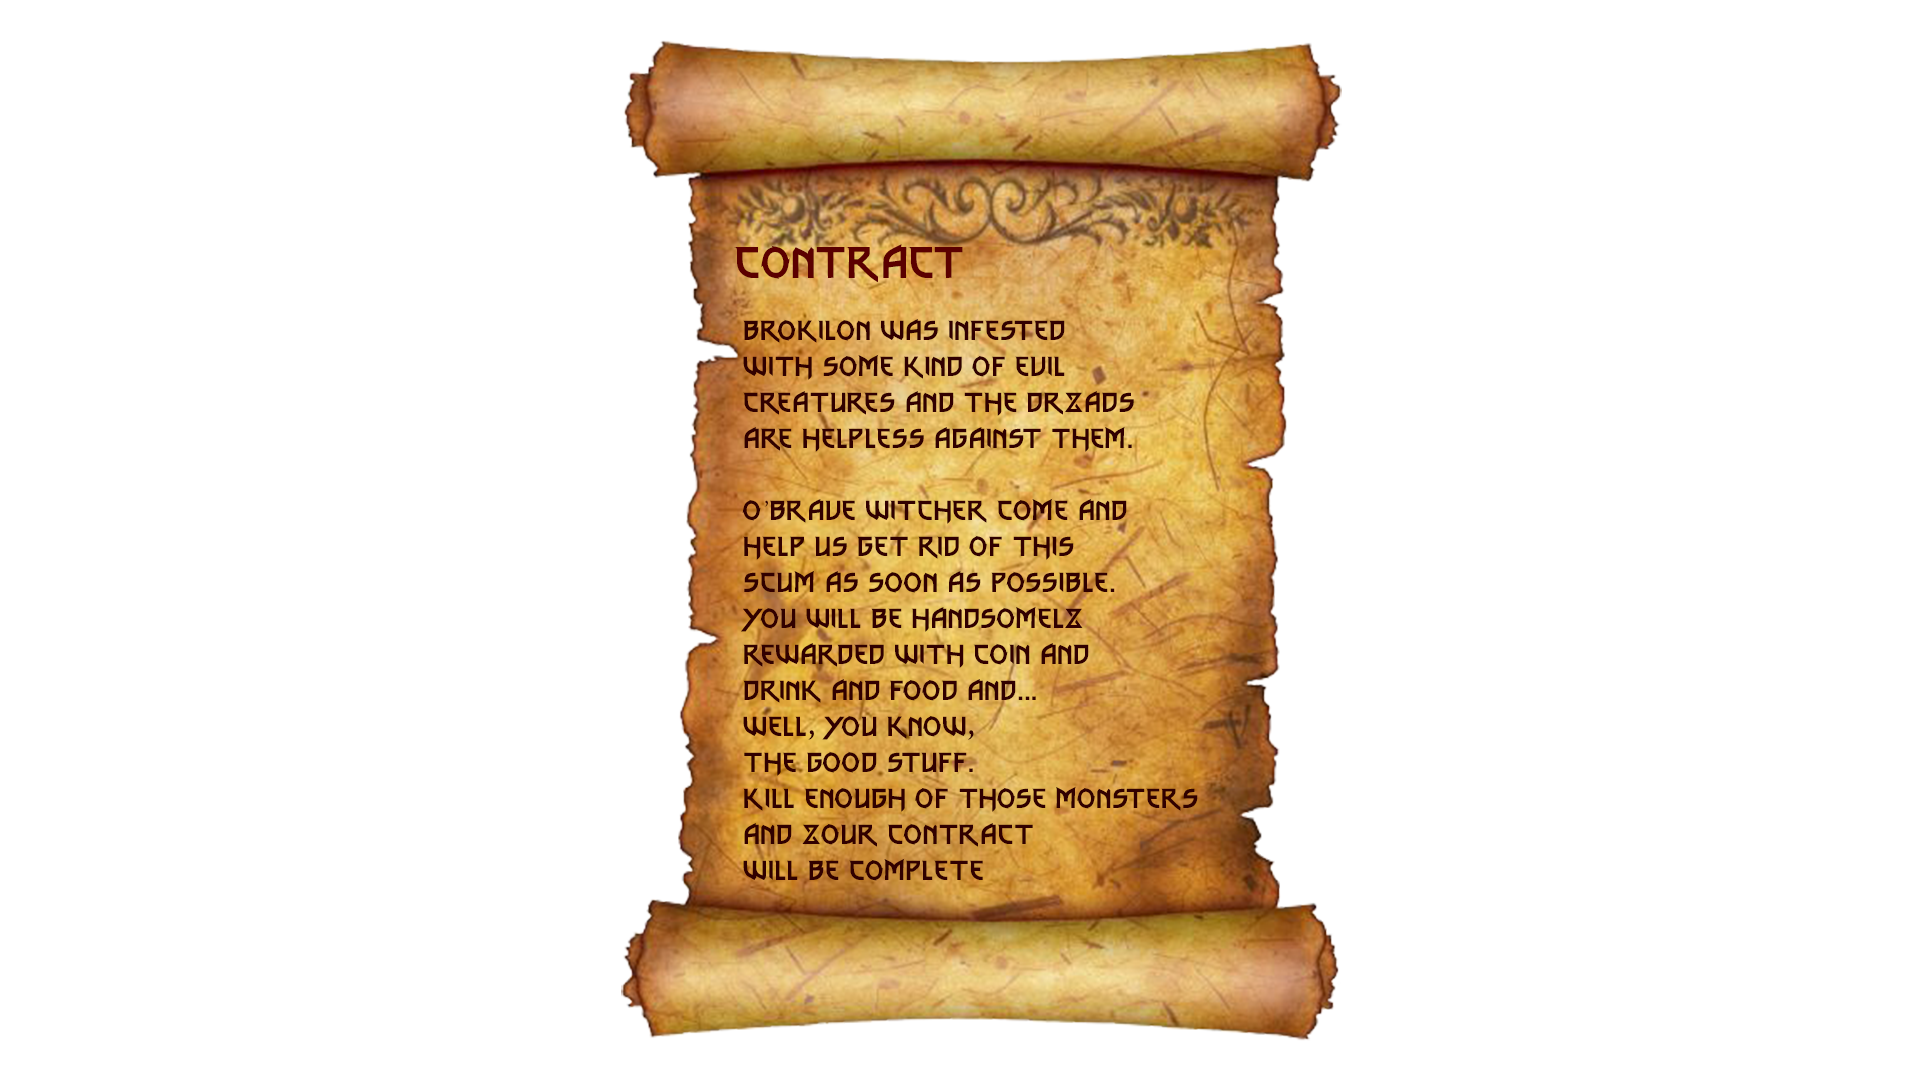 CONTRACT
BROKILON WAS INFESTED
WITH SOME KIND OF EVIL
CREATURES AND THE DRZADS
ARE HELPLESS AGAINST THEM.
O'BRAVE WITCHER COME AND
HELP US GET RID OF THIS
SCUM AS SOON AS POSSIBLE.
YOU WILL BE HANDSOMELZ
REWARDED WITH COIN AND
DRINK AND FOOD AND...
WELL, YOU KNOW,
THE GOOD STUFF.
KILL ENOUGH OF THOSE MONSTERS
AND ZOUR CONTRACT
WILL BE COMPLETE